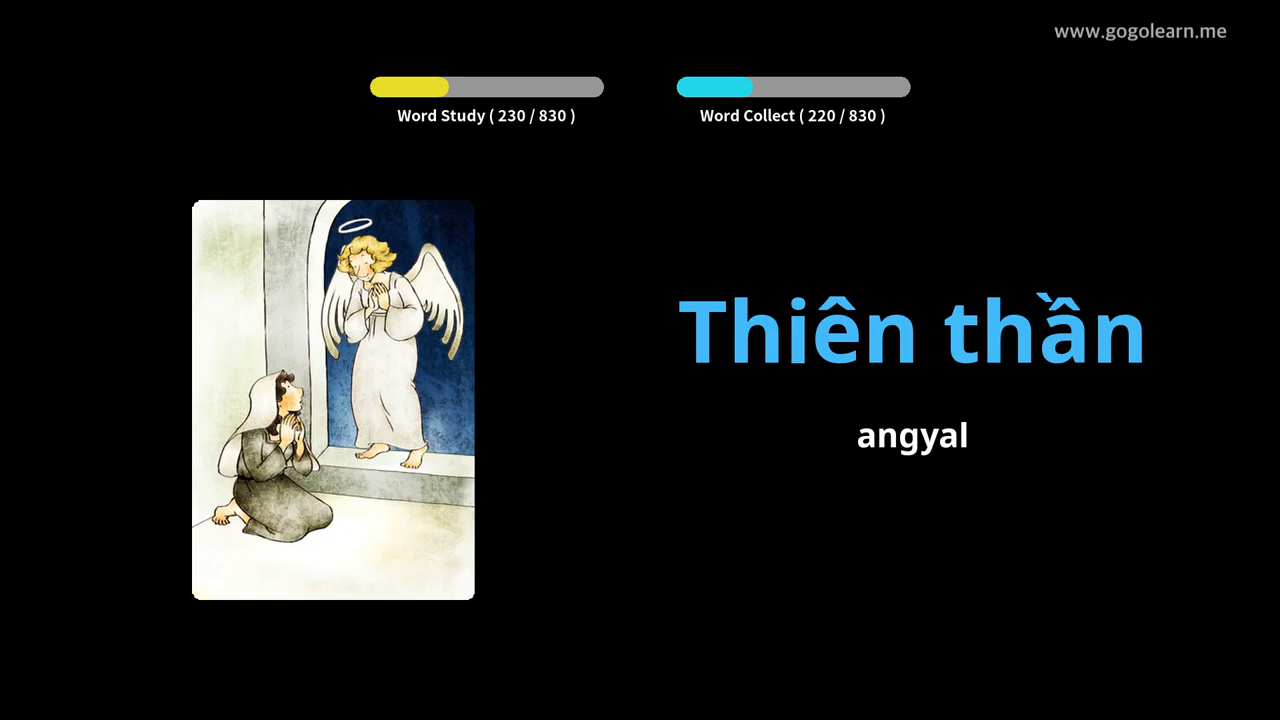 www.gogolearn.me
Word Study ( 230 / 830 )
Word Collect ( 220 / 830 )
Thiên thần
angyal